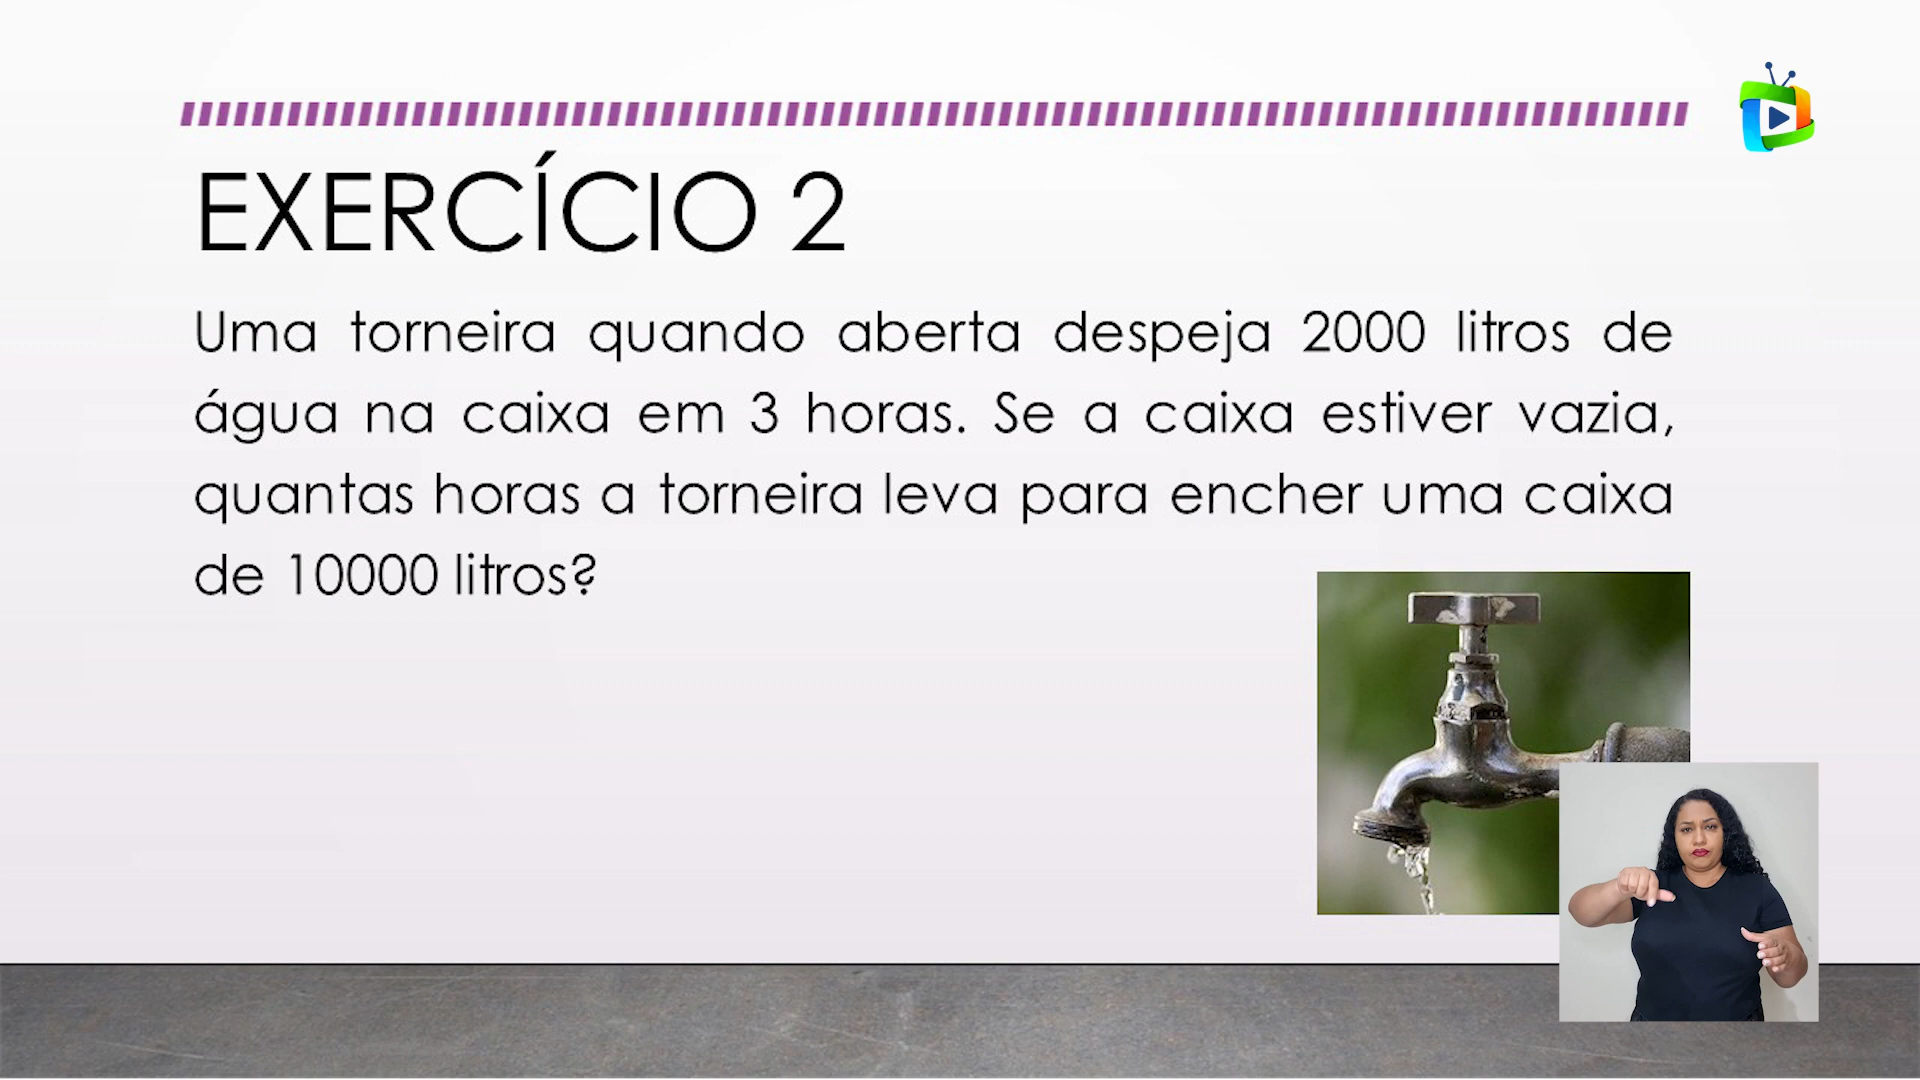 EXERCÍCIO 2
Uma torneira quando aberta despeja 2000 litros de
água na caixa em 3 horas. Se a caixa estiver vazia,
quantas horas a torneira leva para encher uma caixa
de 10000 litros?